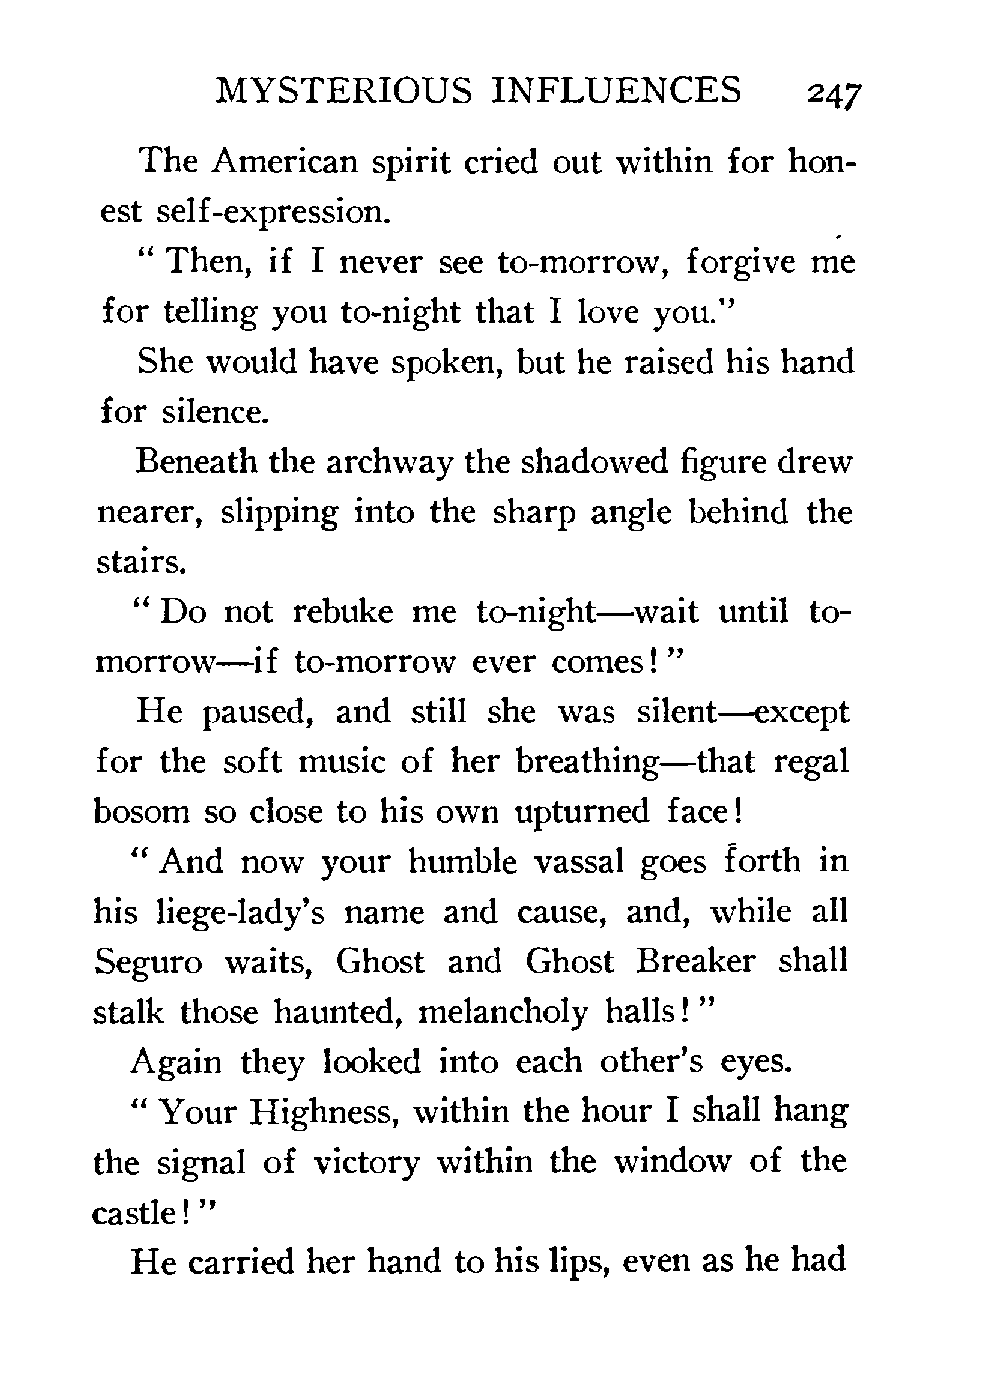 MYSTERIOUS INFLUENCES 247
The American spirit cried out within for hon-
est self-expression.
“ Then, if I never see to-morrow, forgive me
for telling you to-night that I love you.”
She would have spoken, but he raised his hand
for silence.
Beneath the archway the shadowed figure drew
nearer, slipping into the sharp angle behind the
stairs.
“ Do not rebuke me to-night—wait until to-
morrow—if to-morrow ever comes! ”
He paused, and still she was silent—except
for the soft music of her breathing—that regal
bosom so close to his own upturned face!
“ And now your humble vassal goes forth in
his liege-lady’s name and cause, and, while all
Seguro waits, Ghost and Ghost Breaker shall
stalk those haunted, melancholy halls! ”
Again they looked into each other’s eyes.
“ Your Highness, within the hour I shall hang
the signal of victory within the window of the
castle! ”
He carried her hand to his lips, even as he had